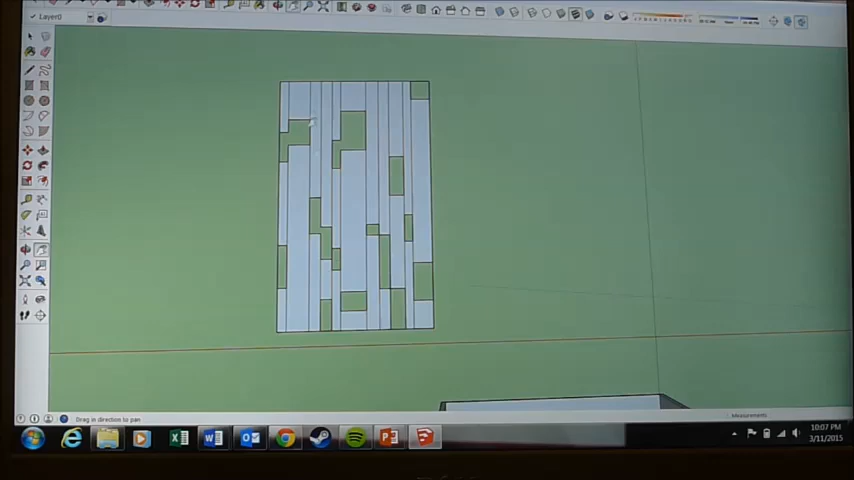 Layer0
Drag in direction to pan
Measurements
10:07 PM
3/11/2015